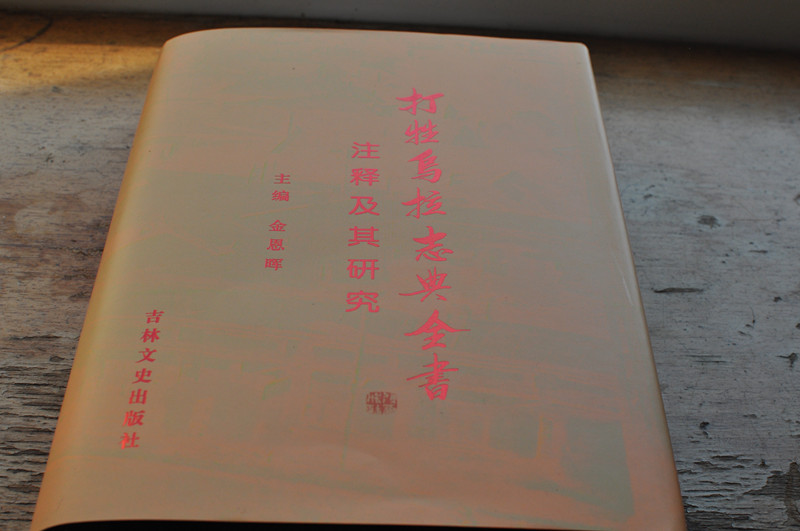 打牲乌拉志典全书
注释及其研究
主编 金恩晖
吉林文史出版社